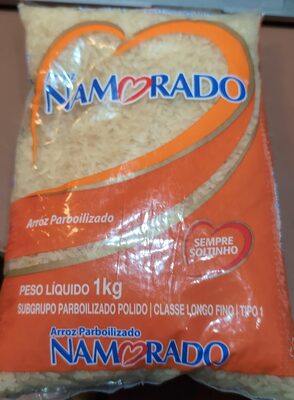 NAMORADO
Arroz Parboilizado
SEMPRE
SOLTINHO
PESO LÍQUIDO 1kg
SUBGRUPO PARBOILIZADO POLIDO | CLASSE LONGO FINO | TIPO 1
Arroz Parboilizado
NAMORADO